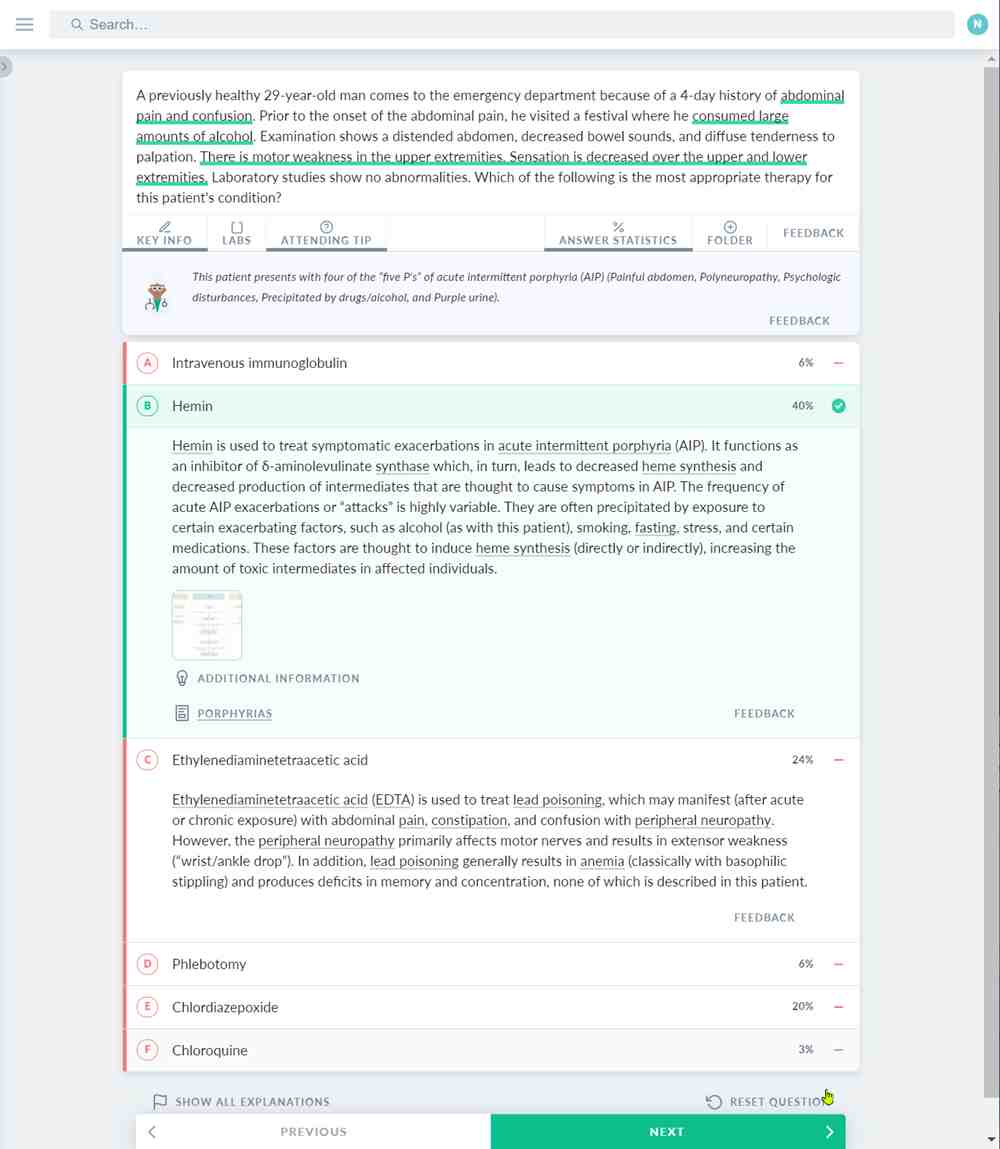 Search...
N
A previously healthy 29-year-old man comes to the emergency department because of a 4-day history of abdominal
pain and confusion. Prior to the onset of the abdominal pain, he visited a festival where he consumed large
amounts of alcohol. Examination shows a distended abdomen, decreased bowel sounds, and diffuse tenderness to
palpation. There is motor weakness in the upper extremities. Sensation is decreased over the upper and lower
extremities. Laboratory studies show no abnormalities. Which of the following is the most appropriate therapy for
this patient's condition?
KEY INFO LABS ATTENDING TIP ANSWER STATISTICS FOLDER FEEDBACK
This patient presents with four of the "five P's" of acute intermittent porphyria (AIP) (Painful abdomen, Polyneuropathy, Psychologic
disturbances, Precipitated by drugs/alcohol, and Purple urine).
FEEDBACK
A Intravenous immunoglobulin 6%
B Hemin 40%
Hemin is used to treat symptomatic exacerbations in acute intermittent porphyria (AIP). It functions as
an inhibitor of δ-aminolevulinate synthase which, in turn, leads to decreased heme synthesis and
decreased production of intermediates that are thought to cause symptoms in AIP. The frequency of
acute AIP exacerbations or "attacks" is highly variable. They are often precipitated by exposure to
certain exacerbating factors, such as alcohol (as with this patient), smoking, fasting, stress, and certain
medications. These factors are thought to induce heme synthesis (directly or indirectly), increasing the
amount of toxic intermediates in affected individuals.
ADDITIONAL INFORMATION
PORPHYRIAS FEEDBACK
C Ethylenediaminetetraacetic acid 24%
Ethylenediaminetetraacetic acid (EDTA) is used to treat lead poisoning, which may manifest (after acute
or chronic exposure) with abdominal pain, constipation, and confusion with peripheral neuropathy.
However, the peripheral neuropathy primarily affects motor nerves and results in extensor weakness
("wrist/ankle drop"). In addition, lead poisoning generally results in anemia (classically with basophilic
stippling) and produces deficits in memory and concentration, none of which is described in this patient.
FEEDBACK
D Phlebotomy 6%
E Chlordiazepoxide 20%
F Chloroquine 3%
SHOW ALL EXPLANATIONS RESET QUESTION
PREVIOUS NEXT